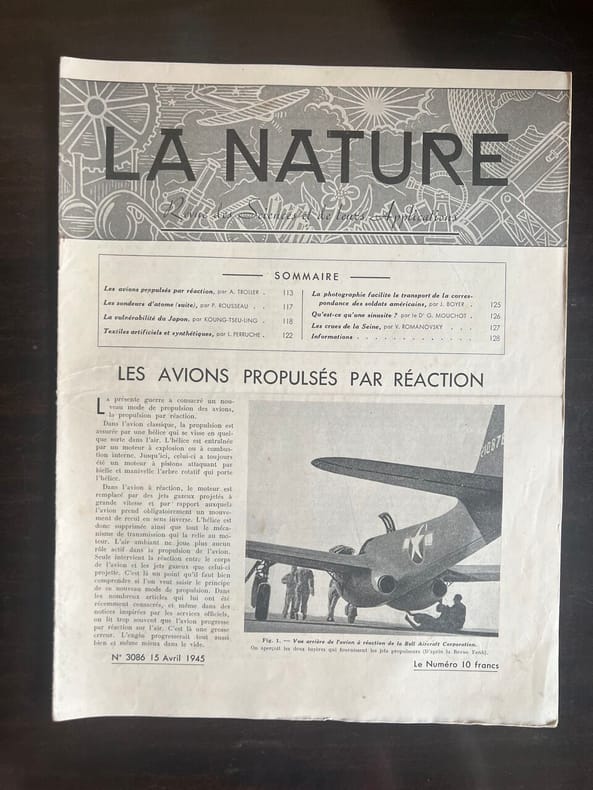 LA NATURE
Revue des Sciences et de leurs Applications
SOMMAIRE
Les avions propulsés par réaction, par A. TROLLER . 113
Les sondeurs d'atome (suite), par P. ROUSSEAU . . 117
La vulnérabilité du Japon, par KOUNG-TSEU-LING . 118
Textiles artificiels et synthétiques, par L. PERRUCHE . 122
La photographie facilite le transport de la corres-
pondance des soldats américains, par J. BOYER . 125
Qu'est-ce qu'une sinusite ? par le Dr G. MOUCHOT . 126
Les crues de la Seine, par V. ROMANOVSKY . . . 127
Informations . . . . . . . . . . . . . 128
LES AVIONS PROPULSÉS PAR RÉACTION
La présente guerre a consacré un nou-
veau mode de propulsion des avions,
la propulsion par réaction.
Dans l'avion classique, la propulsion est
assurée par une hélice qui se visse en quel-
que sorte dans l'air. L'hélice est entraînée
par un moteur à explosion ou à combus-
tion interne. Jusqu'ici, celui-ci a toujours
été un moteur à pistons attaquant par
bielle et manivelle l'arbre rotatif qui porte
l'hélice.
Dans l'avion à réaction, le moteur est
remplacé par des jets gazeux projetés à
grande vitesse et par rapport auxquels
l'avion prend obligatoirement un mouve-
ment de recul en sens inverse. L'hélice est
donc supprimée ainsi que tout le méca-
nisme de transmission qui la relie au mo-
teur. L'air ambiant ne joue plus aucun
rôle actif dans la propulsion de l'avion.
Seule intervient la réaction entre le corps
de l'avion et les jets gazeux que celui-ci
projette. C'est là un point qu'il faut bien
comprendre si l'on veut saisir le principe
de ce nouveau mode de propulsion. Dans
les nombreux articles qui lui ont été
récemment consacrés, et même dans des
notices inspirées par les services officiels,
on lit trop souvent que l'avion progresse
par réaction sur l'air. C'est là une grosse
erreur. L'engin progresserait tout aussi
bien et même mieux dans le vide.
Fig. 1. — Vue arrière de l'avion à réaction de la Bell Aircraft Corporation.
On aperçoit les deux tuyères qui fournissent les jets propulseurs (D'après la Revue Yank).
N° 3086 15 Avril 1945
Le Numéro 10 francs